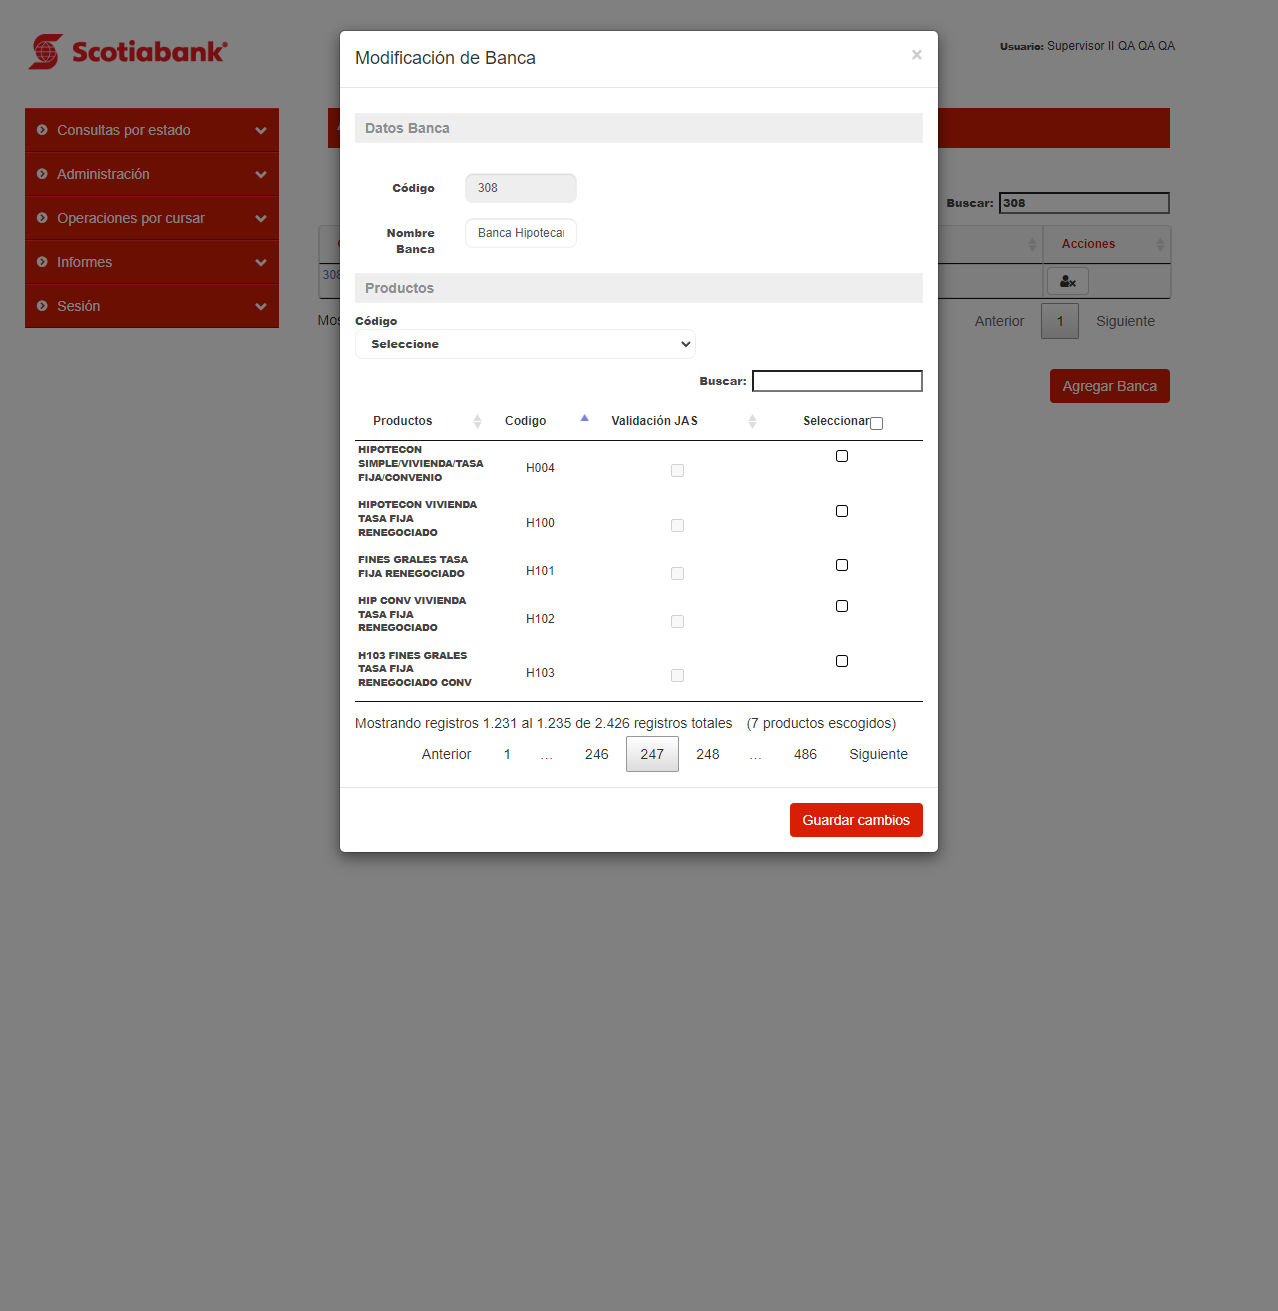 Scotiabank®
Usuario: Supervisor II QA QA QA
Consultas por estado
Administración
Operaciones por cursar
Informes
Sesión
Buscar: 308
Acciones
308
Anterior 1 Siguiente
Agregar Banca
Modificación de Banca ×
Datos Banca
Código 308
Nombre Banca Hipotecar
Banca
Productos
Código
Seleccione
Buscar:
Productos Codigo Validación JAS Seleccionar
HIPOTECON
SIMPLE/VIVIENDA/TASA
FIJA/CONVENIO
H004
HIPOTECON VIVIENDA
TASA FIJA
RENEGOCIADO
H100
FINES GRALES TASA
FIJA RENEGOCIADO
H101
HIP CONV VIVIENDA
TASA FIJA
RENEGOCIADO
H102
H103 FINES GRALES
TASA FIJA
RENEGOCIADO CONV
H103
Mostrando registros 1.231 al 1.235 de 2.426 registros totales (7 productos escogidos)
Anterior 1 … 246 247 248 … 486 Siguiente
Guardar cambios